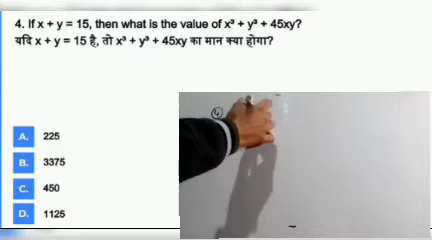 4. If x + y = 15, then what is the value of x³ + y³ + 45xy?
यदि x + y = 15 है, तो x³ + y³ + 45xy का मान क्या होगा?
4
A. 225
B. 3375
C. 450
D. 1125